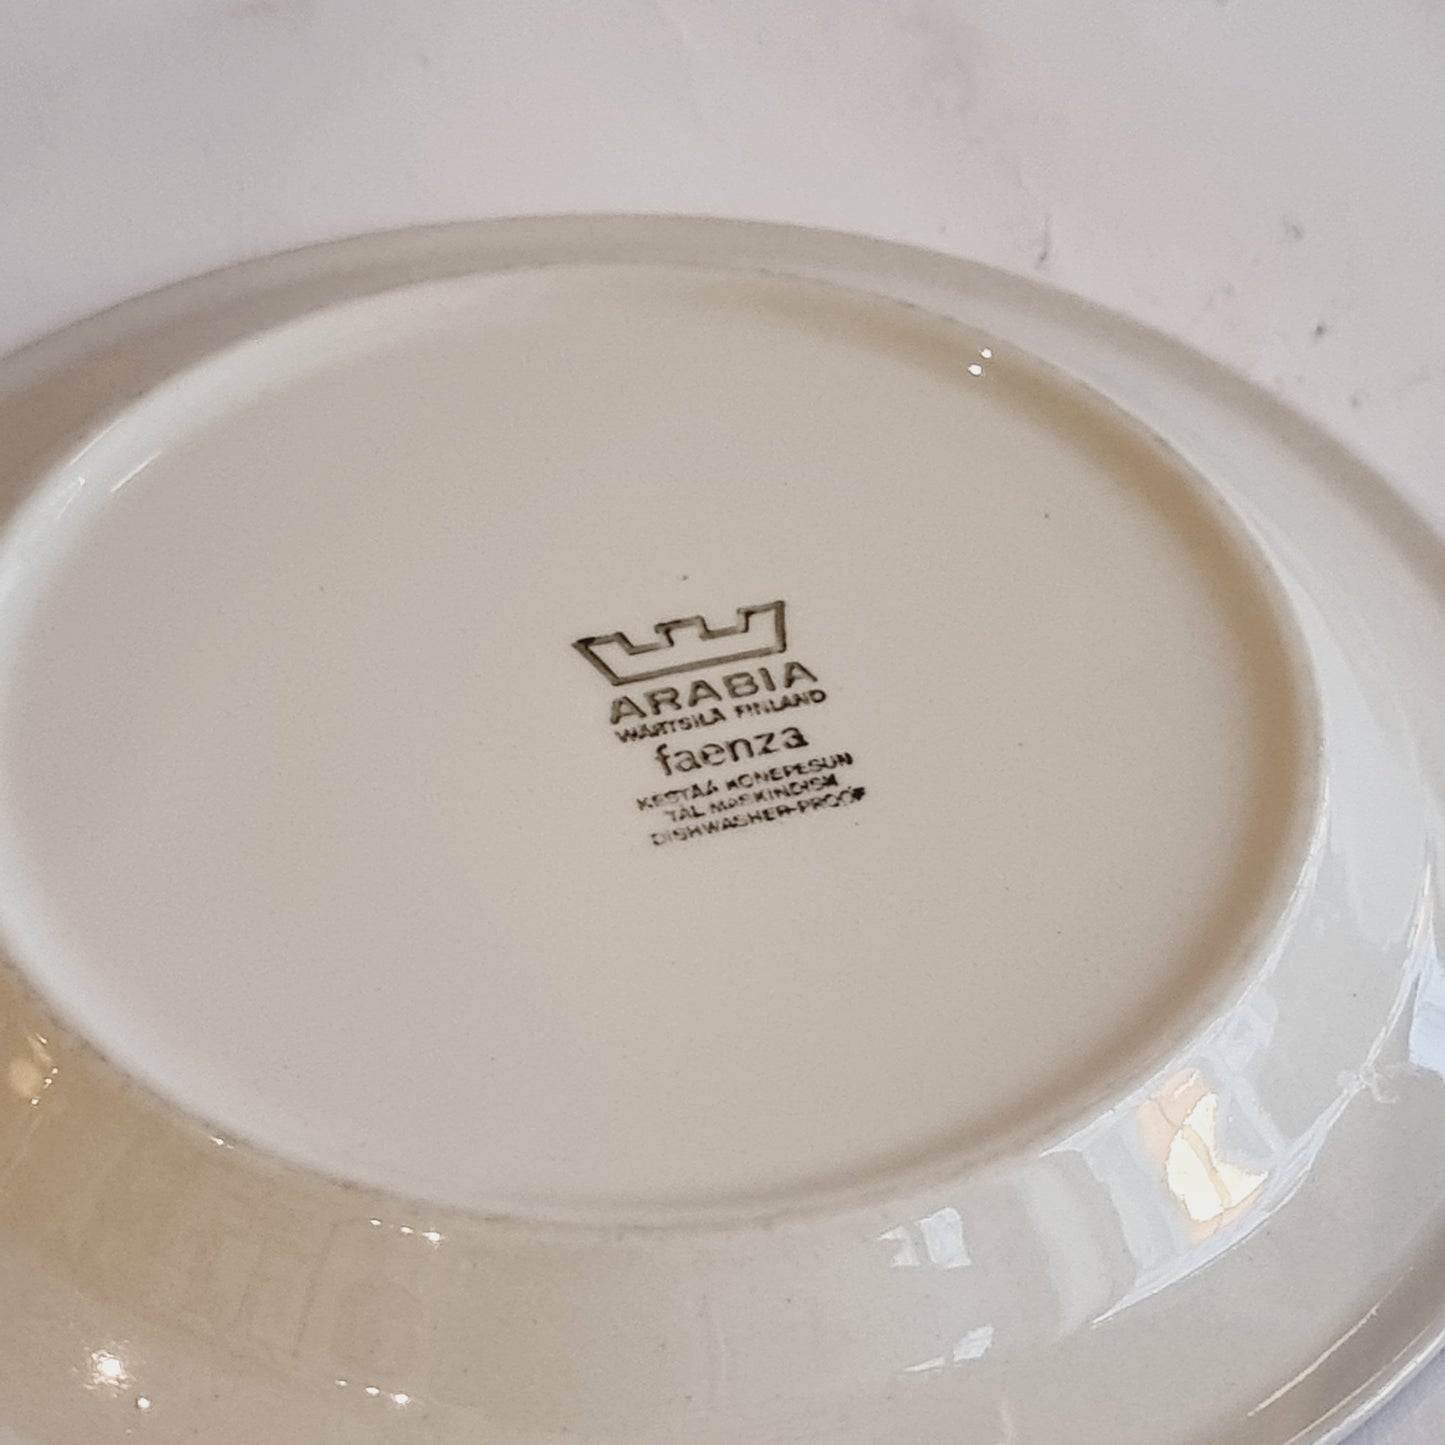 ARABIA
WÄRTSILÄ FINLAND
faenza
KESTÄÄ KONEPESUN
TÅL MASKINDISK
DISHWASHER-PROOF